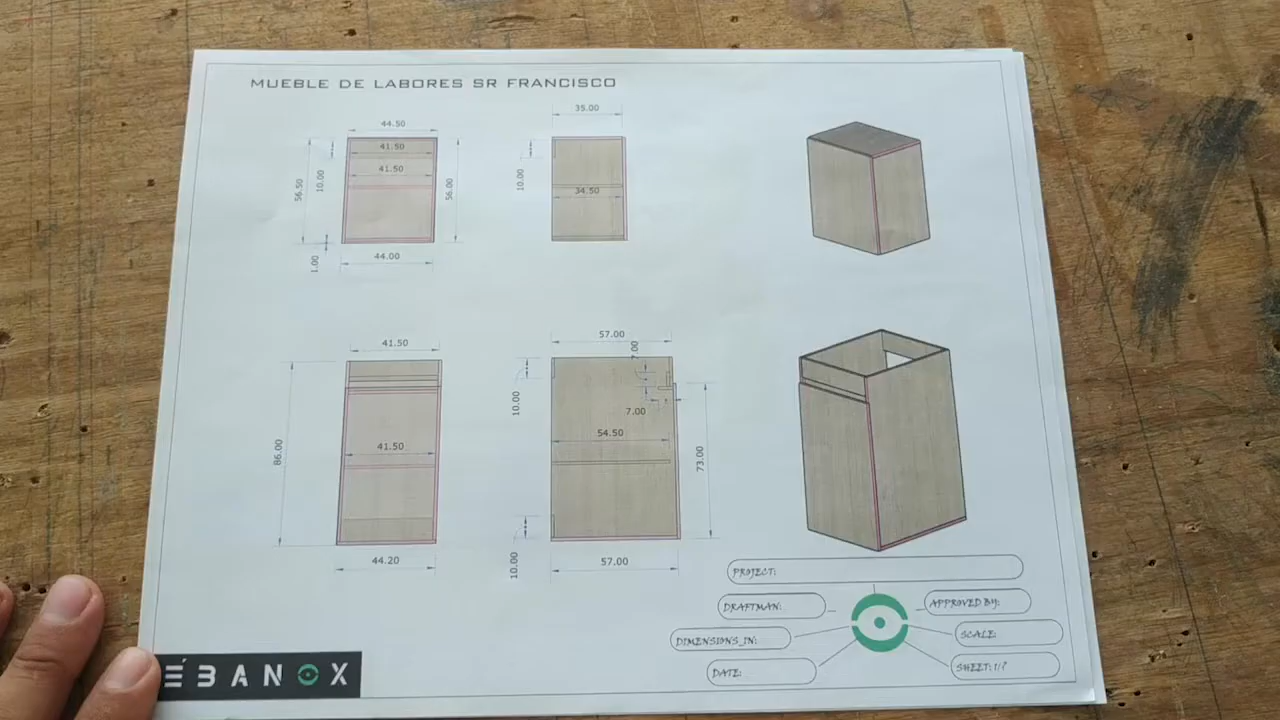 MUEBLE DE LABORES SR FRANCISCO
44.50
41.50
41.50
56.50
10.00
56.00
1.00
44.00
35.00
10.00
34.50
41.50
86.00
41.50
44.20
57.00
7.00
10.00
7.00
54.50
73.00
10.00
57.00
PROJECT:
DRAFTMAN:
APPROVED BY:
DIMENSIONS_IN:
SCALE:
DATE:
SHEET: 1/7
ÉBANOX